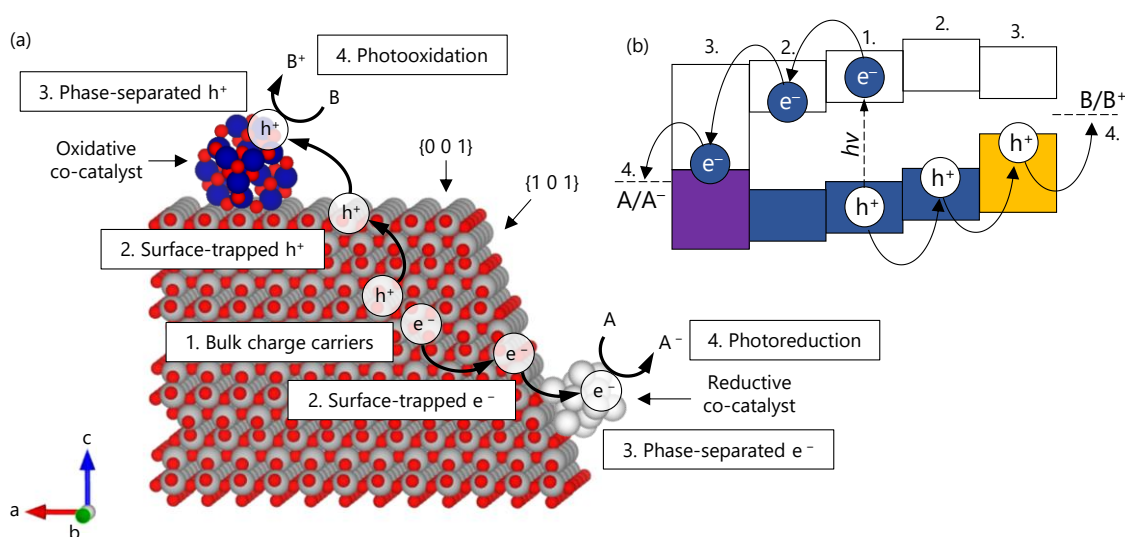 (a)
B⁺
4. Photooxidation
3. Phase-separated h⁺
B
h⁺
Oxidative
co-catalyst
{0 0 1}
{1 0 1}
h⁺
2. Surface-trapped h⁺
h⁺
e⁻
1. Bulk charge carriers
e⁻
A
A⁻
4. Photoreduction
2. Surface-trapped e⁻
e⁻
Reductive
co-catalyst
3. Phase-separated e⁻
c
a
b
(b)
3.
2.
1.
2.
3.
e⁻
e⁻
e⁻
hν
B/B⁺
4.
4.
A/A⁻
h⁺
h⁺
h⁺